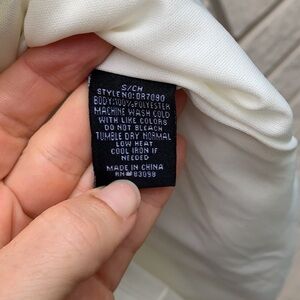 S/CH
STYLE NO:OR7090
BODY:100% POLYESTER
MACHINE WASH COLD
WITH LIKE COLORS
DO NOT BLEACH
TUMBLE DRY NORMAL
LOW HEAT
COOL IRON IF
NEEDED
MADE IN CHINA
RN# 83098